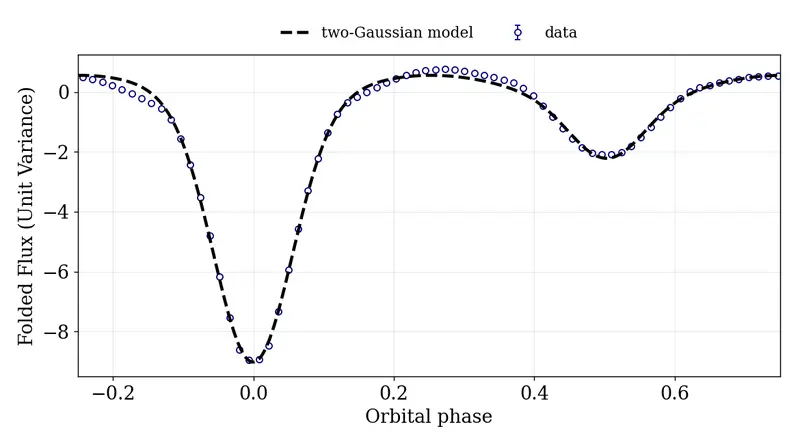 two-Gaussian model data
Folded Flux (Unit Variance)
0
−2
−4
−6
−8
−0.2 0.0 0.2 0.4 0.6
Orbital phase